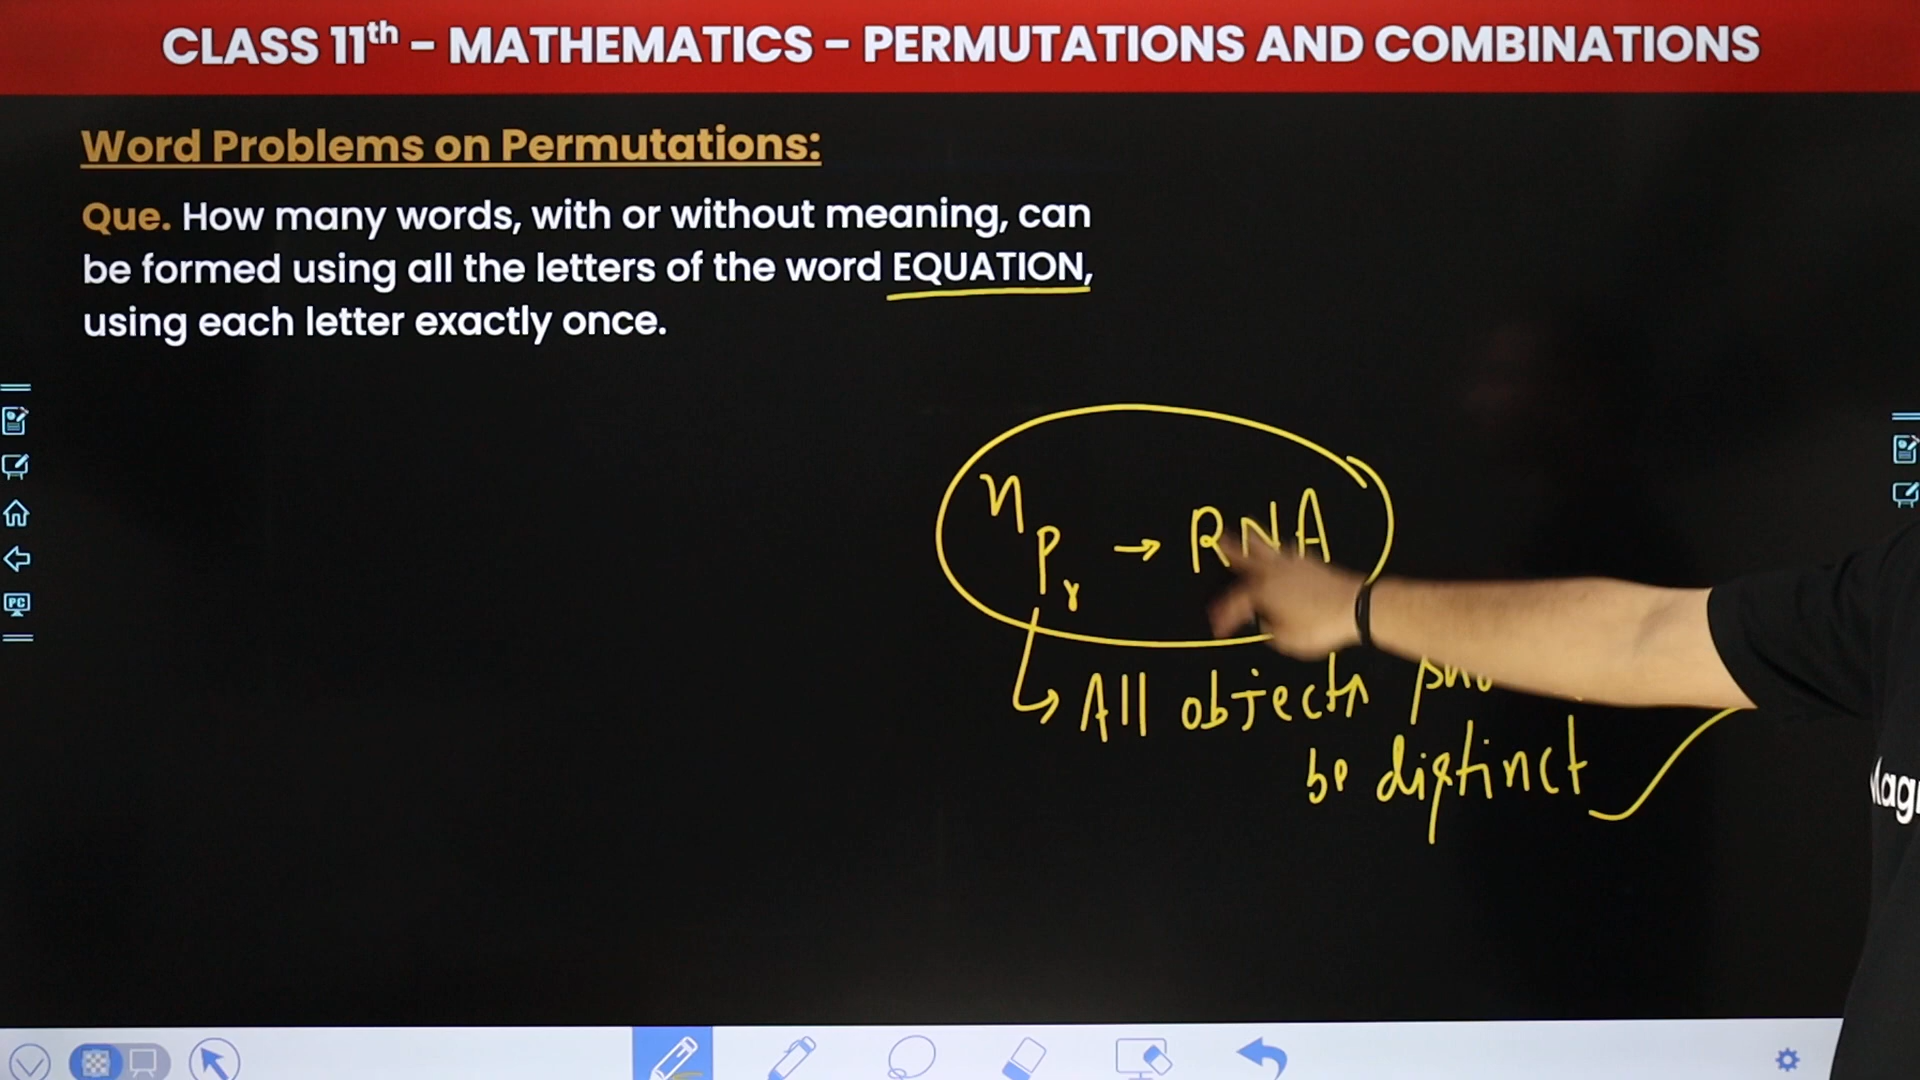 CLASS 11th - MATHEMATICS - PERMUTATIONS AND COMBINATIONS
Word Problems on Permutations:
Que. How many words, with or without meaning, can
be formed using all the letters of the word EQUATION,
using each letter exactly once.
nPr → RNA
All objects
be distinct
PC